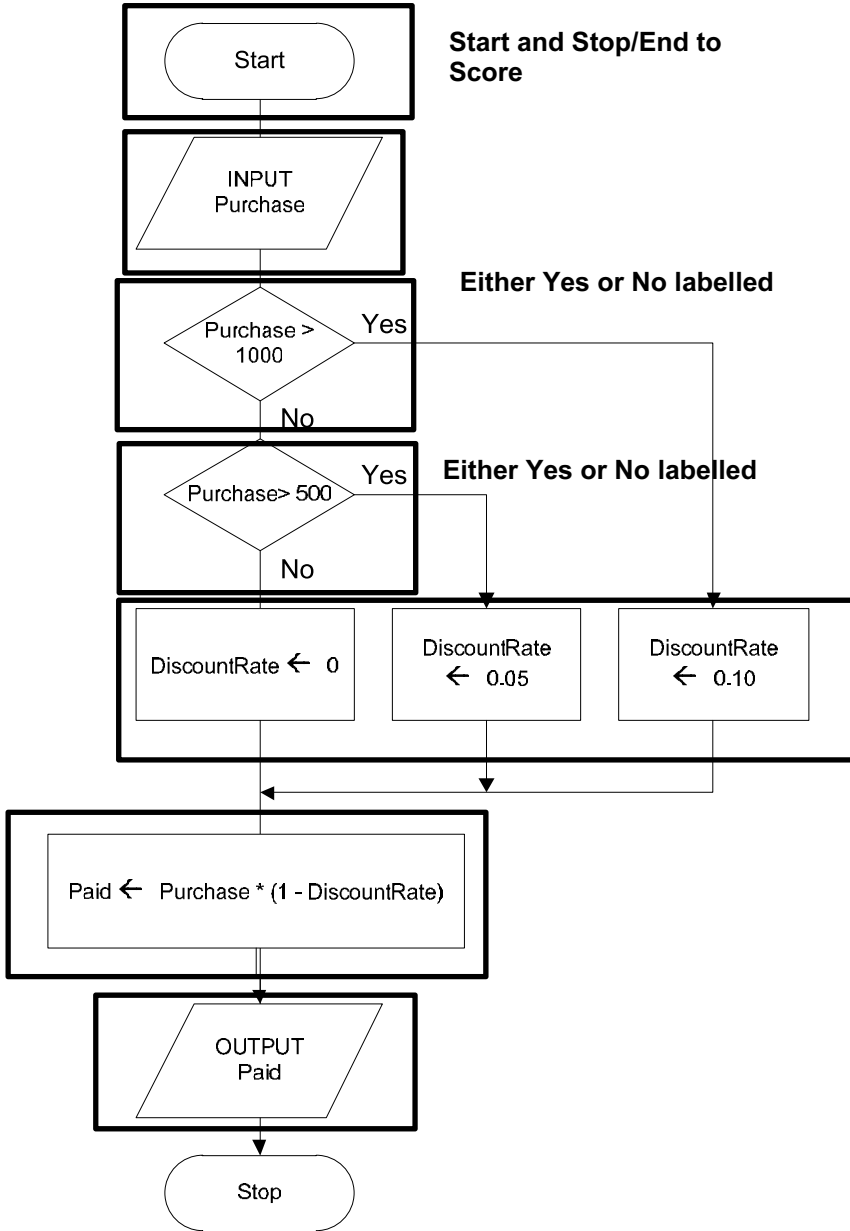 Start
Start and Stop/End to
Score
INPUT
Purchase
Either Yes or No labelled
Purchase >
1000
Yes
No
Either Yes or No labelled
Purchase> 500
Yes
No
DiscountRate ← 0
DiscountRate
← 0.05
DiscountRate
← 0.10
Paid ← Purchase * (1 - DiscountRate)
OUTPUT
Paid
Stop